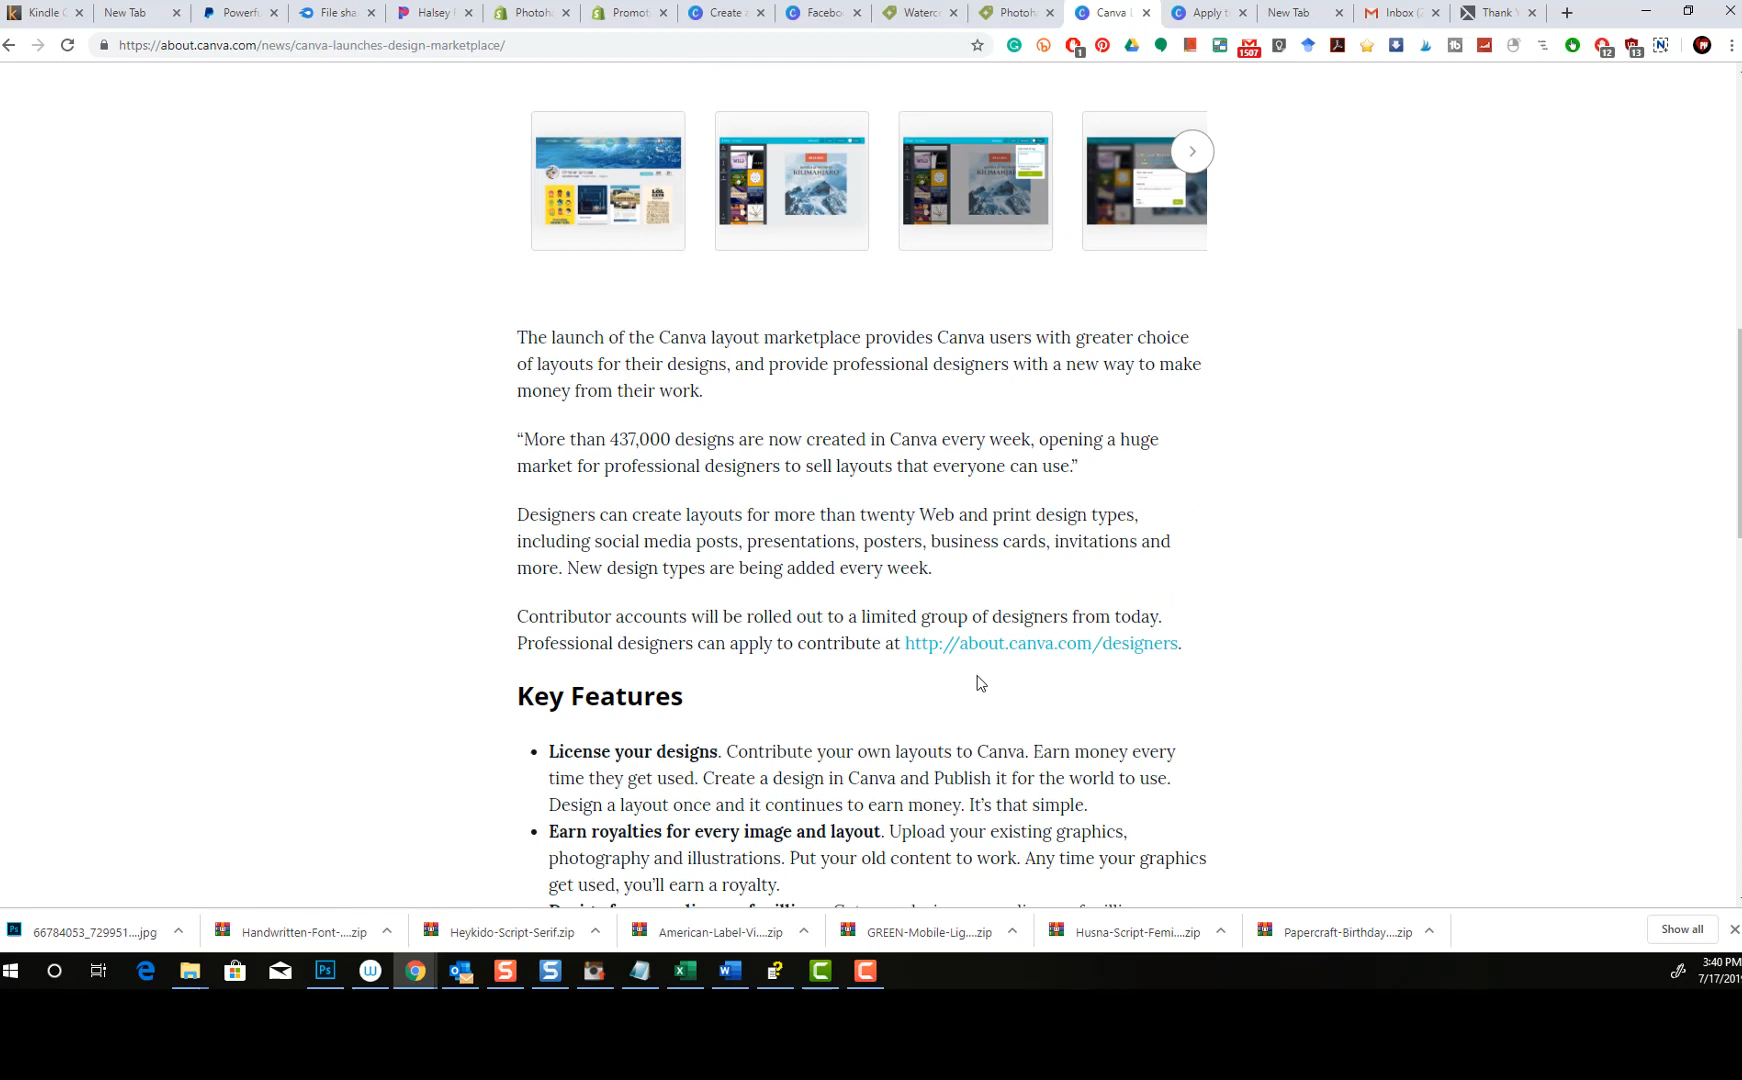 Kindle C
New Tab
Powerfu
File sha
Halsey
Photoh
Promot
Create a
Faceboo
Waterco
Photoh
Canva L
Apply t
New Tab
Inbox (2
Thank Y
https://about.canva.com/news/canva-launches-design-marketplace/
1
1507
12
13
KILIMANJARO
KILIMANJARO
The launch of the Canva layout marketplace provides Canva users with greater choice
of layouts for their designs, and provide professional designers with a new way to make
money from their work.
“More than 437,000 designs are now created in Canva every week, opening a huge
market for professional designers to sell layouts that everyone can use.”
Designers can create layouts for more than twenty Web and print design types,
including social media posts, presentations, posters, business cards, invitations and
more. New design types are being added every week.
Contributor accounts will be rolled out to a limited group of designers from today.
Professional designers can apply to contribute at http://about.canva.com/designers.
Key Features
• License your designs. Contribute your own layouts to Canva. Earn money every
time they get used. Create a design in Canva and Publish it for the world to use.
Design a layout once and it continues to earn money. It’s that simple.
• Earn royalties for every image and layout. Upload your existing graphics,
photography and illustrations. Put your old content to work. Any time your graphics
get used, you’ll earn a royalty.
66784053_729951....jpg
Handwritten-Font-....zip
Heykido-Script-Serif.zip
American-Label-Vi....zip
GREEN-Mobile-Lig....zip
Husna-Script-Femi....zip
Papercraft-Birthday....zip
Show all
3:40 PM
7/17/201